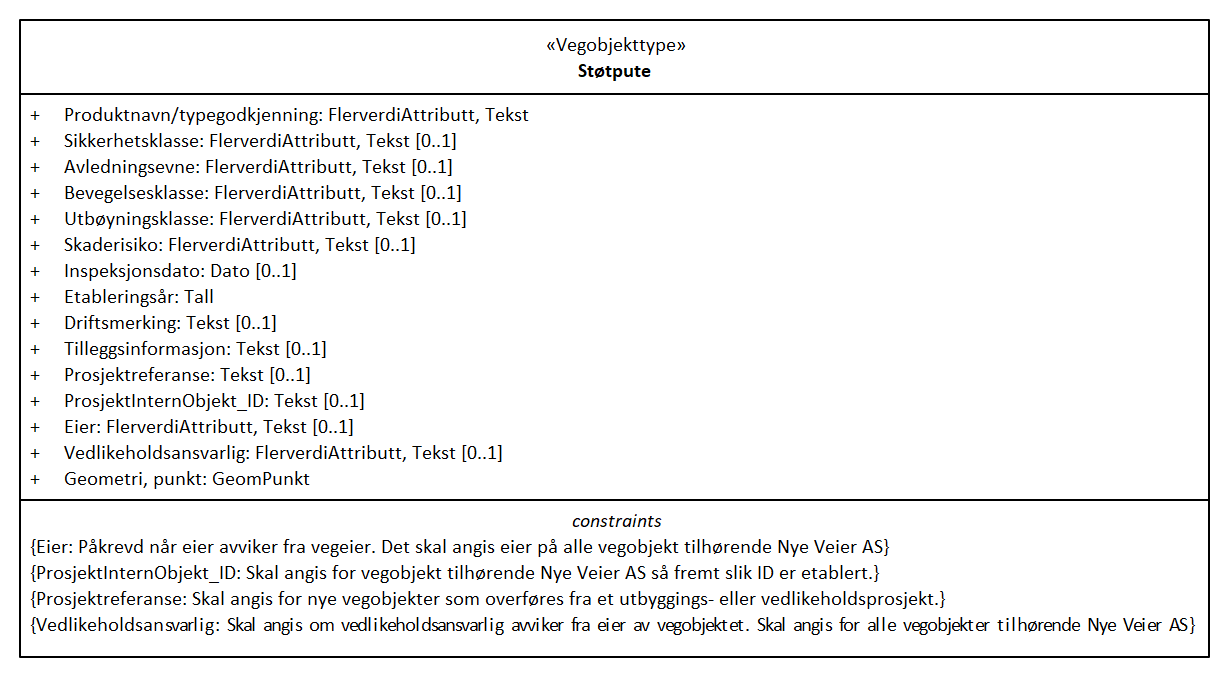 «Vegobjekttype»
Støtpute
+ Produktnavn/typegodkjenning: FlerverdiAttributt, Tekst
+ Sikkerhetsklasse: FlerverdiAttributt, Tekst [0..1]
+ Avledningsevne: FlerverdiAttributt, Tekst [0..1]
+ Bevegelsesklasse: FlerverdiAttributt, Tekst [0..1]
+ Utbøyningsklasse: FlerverdiAttributt, Tekst [0..1]
+ Skaderisiko: FlerverdiAttributt, Tekst [0..1]
+ Inspeksjonsdato: Dato [0..1]
+ Etableringsår: Tall
+ Driftsmerking: Tekst [0..1]
+ Tilleggsinformasjon: Tekst [0..1]
+ Prosjektreferanse: Tekst [0..1]
+ ProsjektInternObjekt_ID: Tekst [0..1]
+ Eier: FlerverdiAttributt, Tekst [0..1]
+ Vedlikeholdsansvarlig: FlerverdiAttributt, Tekst [0..1]
+ Geometri, punkt: GeomPunkt
constraints
{Eier: Påkrevd når eier avviker fra vegeier. Det skal angis eier på alle vegobjekt tilhørende Nye Veier AS}
{ProsjektInternObjekt_ID: Skal angis for vegobjekt tilhørende Nye Veier AS så fremt slik ID er etablert.}
{Prosjektreferanse: Skal angis for nye vegobjekter som overføres fra et utbyggings- eller vedlikeholdsprosjekt.}
{Vedlikeholdsansvarlig: Skal angis om vedlikeholdsansvarlig avviker fra eier av vegobjektet. Skal angis for alle vegobjekter tilhørende Nye Veier AS}